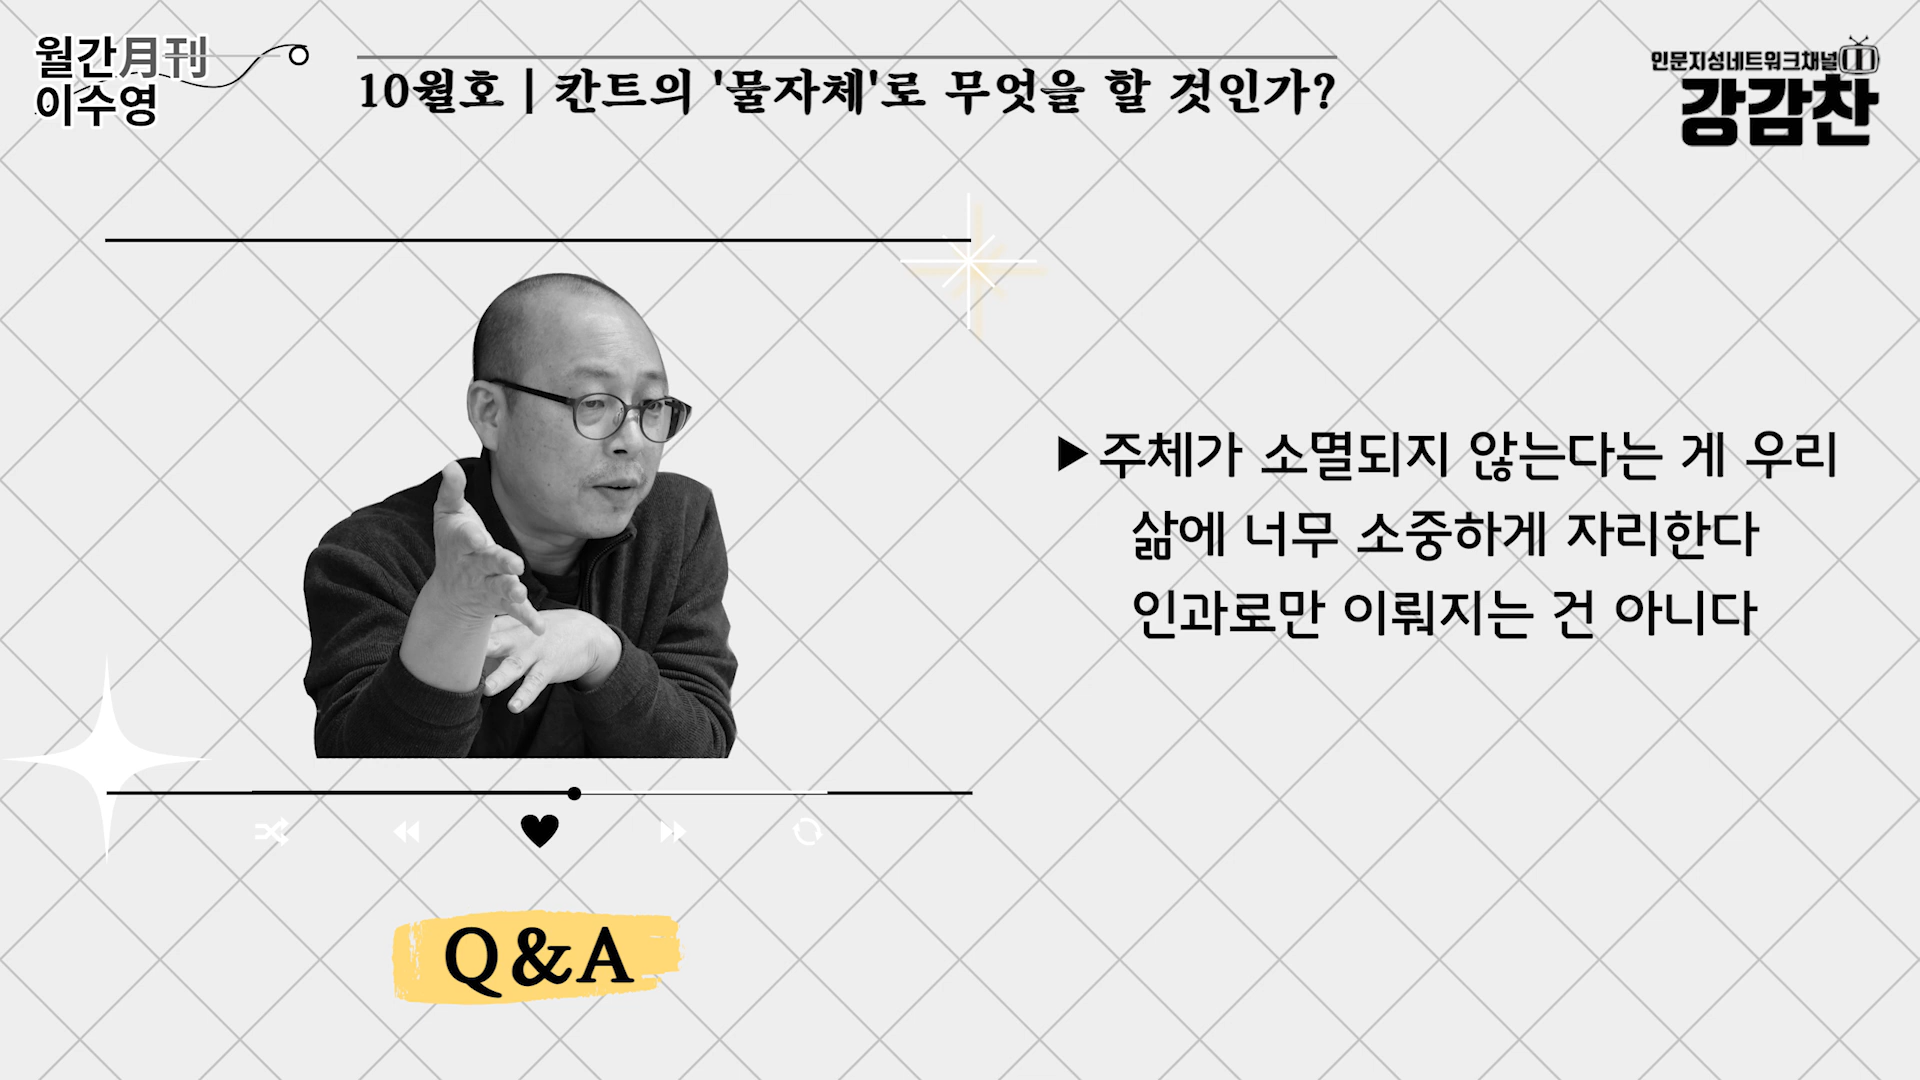 월간月刊
이수영
10월호 | 칸트의 '물자체'로 무엇을 할 것인가?
인문지성네트워크채널
강감찬
▶주체가 소멸되지 않는다는 게 우리
삶에 너무 소중하게 자리한다
인과로만 이뤄지는 건 아니다
Q&A